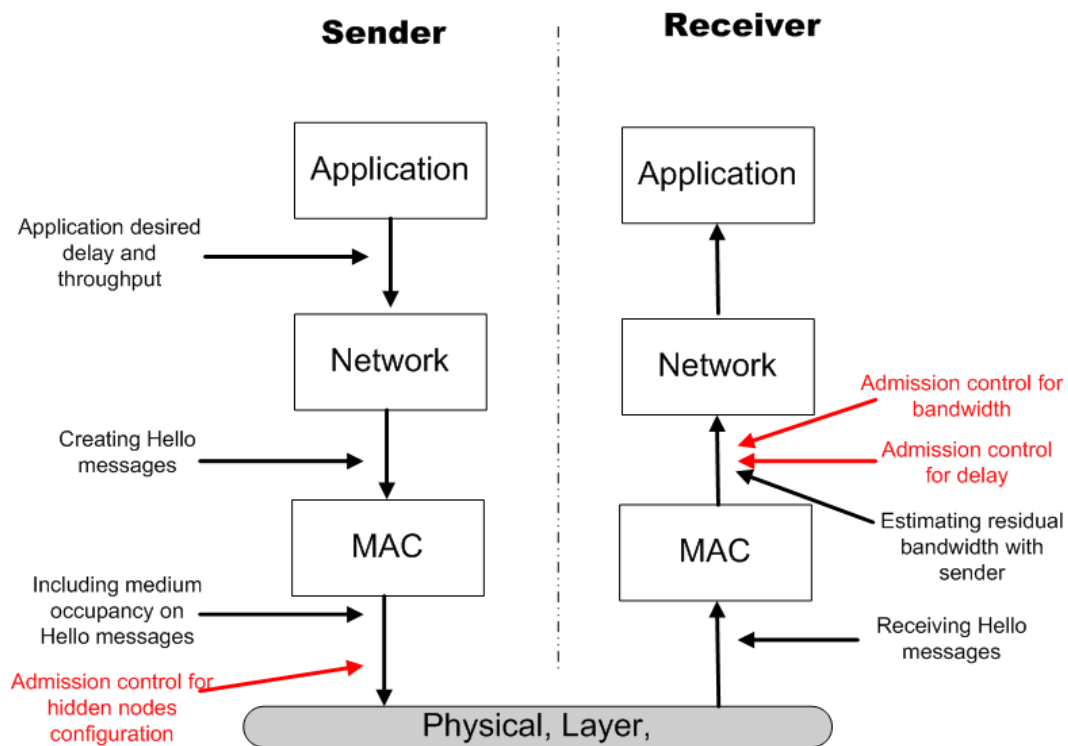 Sender
Receiver
Application
Application
Application desired
delay and
throughput
Network
Network
Admission control for
bandwidth
Creating Hello
messages
Admission control
for delay
MAC
MAC
Estimating residual
bandwidth with
sender
Including medium
occupancy on
Hello messages
Receiving Hello
messages
Admission control for
hidden nodes
configuration
Physical, Layer,